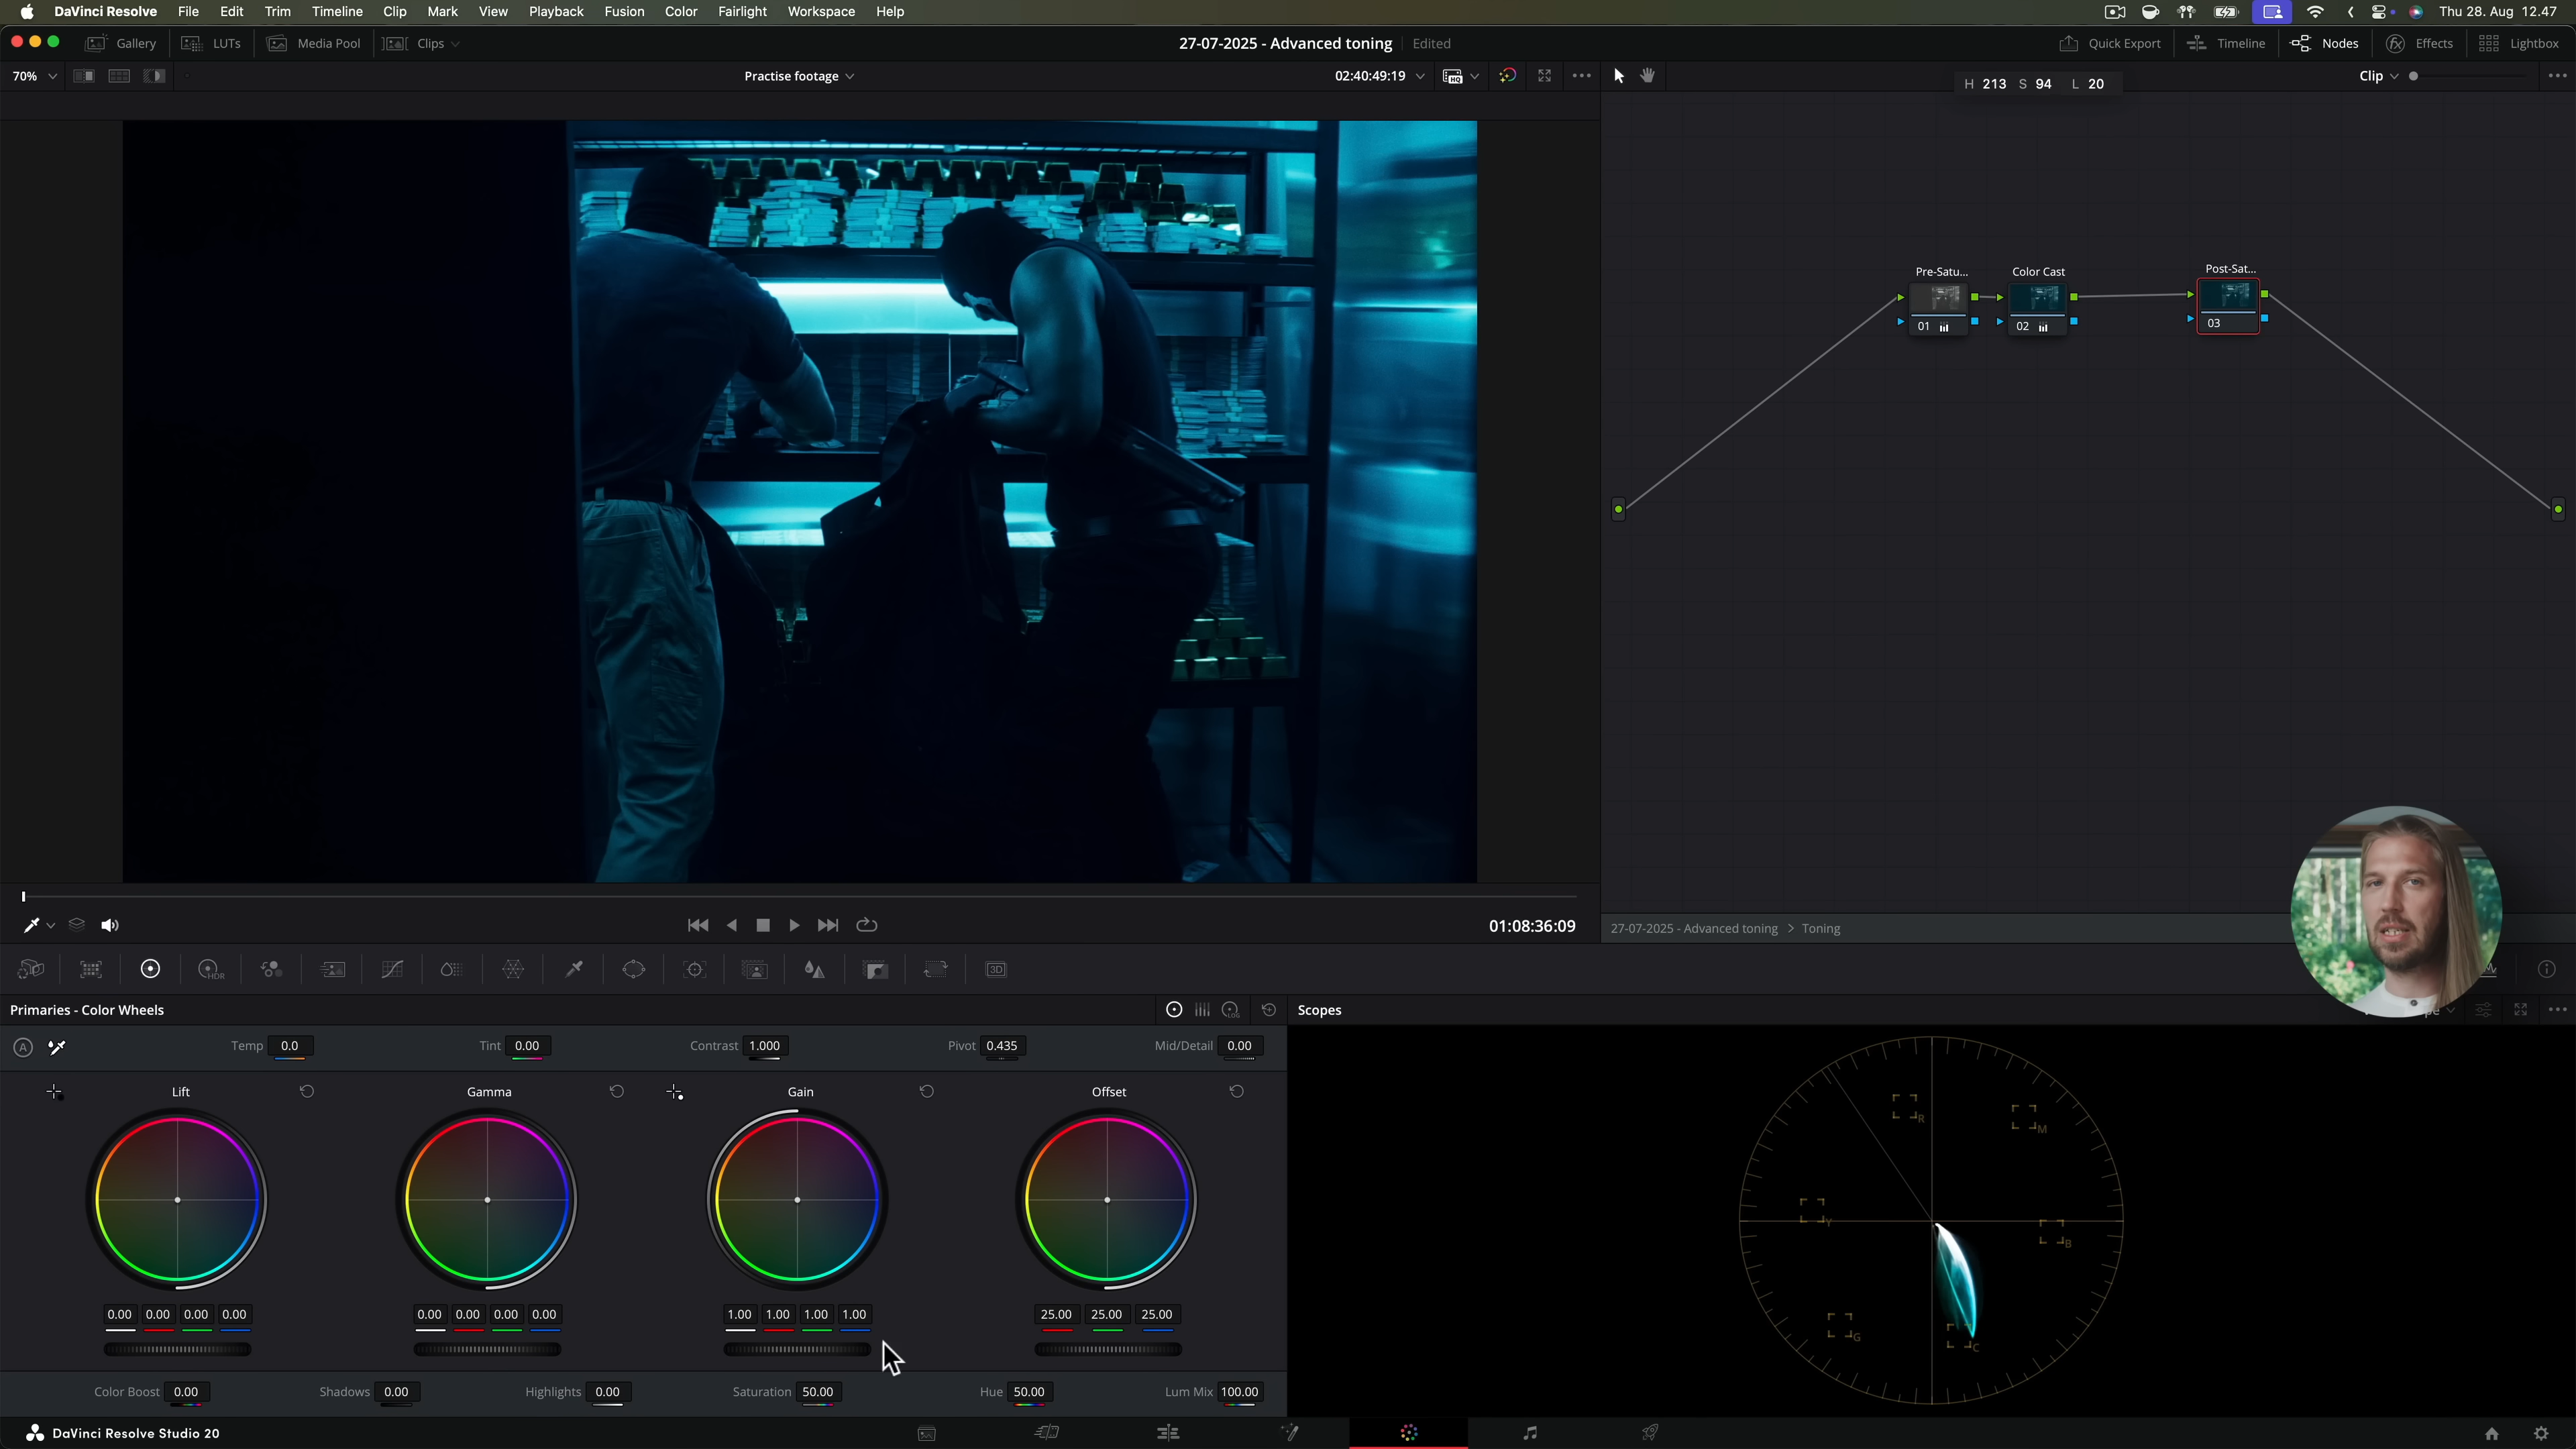 DaVinci Resolve File Edit Trim Timeline Clip Mark View Playback Fusion Color Fairlight Workspace Help Thu 28. Aug 12.47
Gallery LUTs Media Pool Clips 27-07-2025 - Advanced toning Edited Quick Export Timeline Nodes Effects Lightbox
70% Practise footage 02:40:49:19 HQ Clip
H 213 S 94 L 20
Pre-Satu... Color Cast Post-Sat...
01 02 03
01:08:36:09
27-07-2025 - Advanced toning > Toning
HDR 3D
Primaries - Color Wheels LOG Scopes
A Temp 0.0 Tint 0.00 Contrast 1.000 Pivot 0.435 Mid/Detail 0.00
Lift Gamma Gain Offset
R M
Y B
G C
0.00 0.00 0.00 0.00 0.00 0.00 0.00 0.00 1.00 1.00 1.00 1.00 25.00 25.00 25.00
Color Boost 0.00 Shadows 0.00 Highlights 0.00 Saturation 50.00 Hue 50.00 Lum Mix 100.00
DaVinci Resolve Studio 20